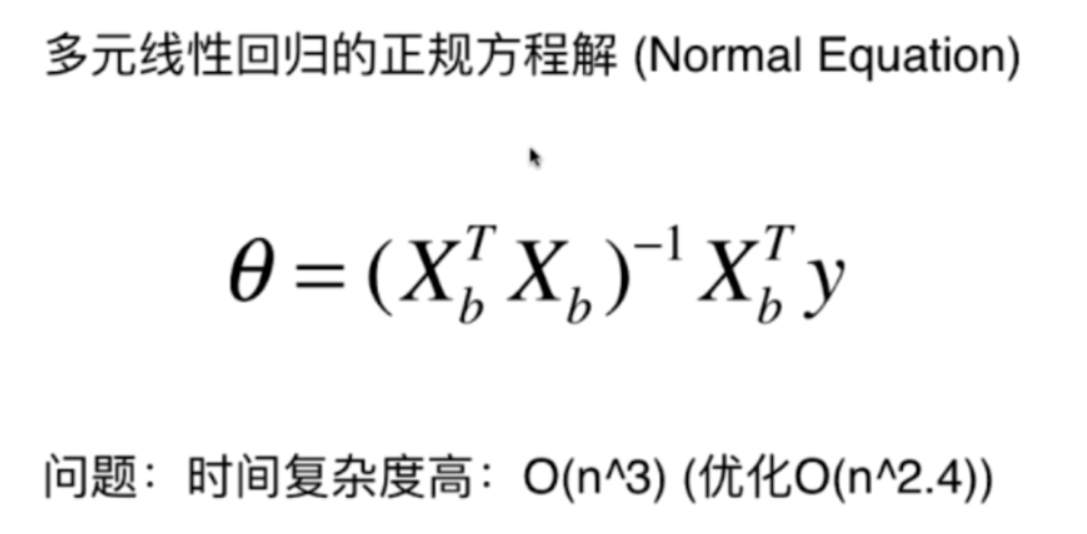 多元线性回归的正规方程解 (Normal Equation)
θ = (X_b^T X_b)^{-1} X_b^T y
问题：时间复杂度高：O(n^3) (优化O(n^2.4))